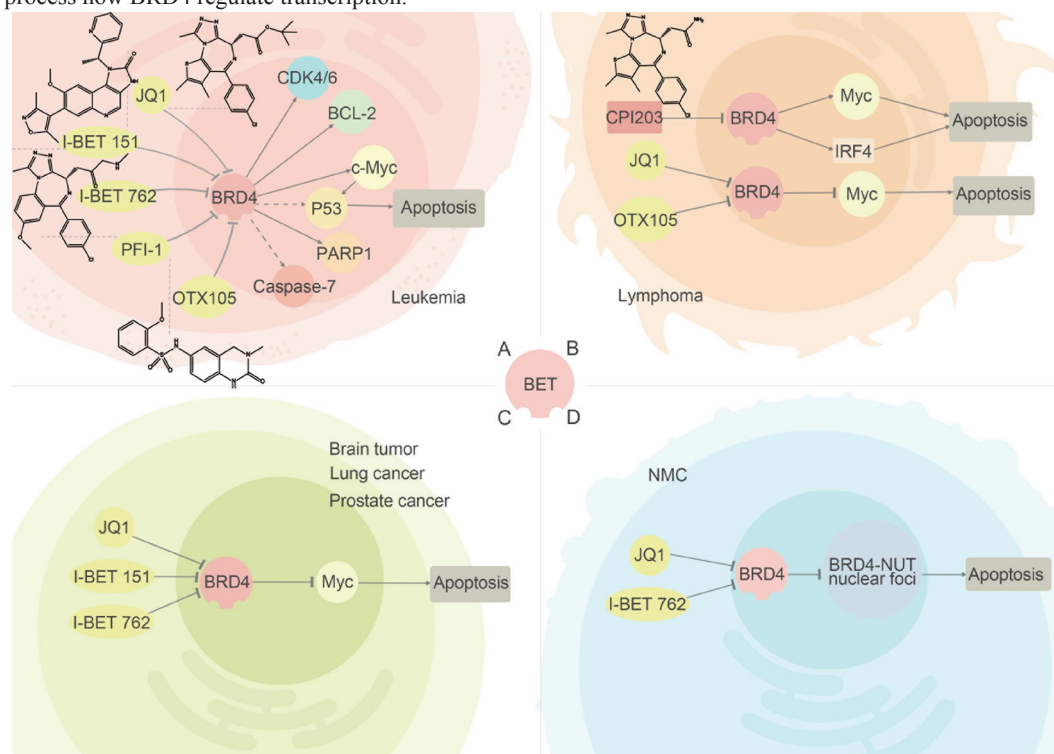 process how BRD4 regulate transcription.
JQ1
I-BET 151
I-BET 762
PFI-1
OTX105
BRD4
CDK4/6
BCL-2
c-Myc
P53
Apoptosis
PARP1
Caspase-7
Leukemia
CPI203
BRD4
Myc
IRF4
Apoptosis
JQ1
OTX105
BRD4
Myc
Apoptosis
Lymphoma
A
B
BET
C
D
Brain tumor
Lung cancer
Prostate cancer
JQ1
I-BET 151
I-BET 762
BRD4
Myc
Apoptosis
NMC
JQ1
I-BET 762
BRD4
BRD4-NUT
nuclear foci
Apoptosis